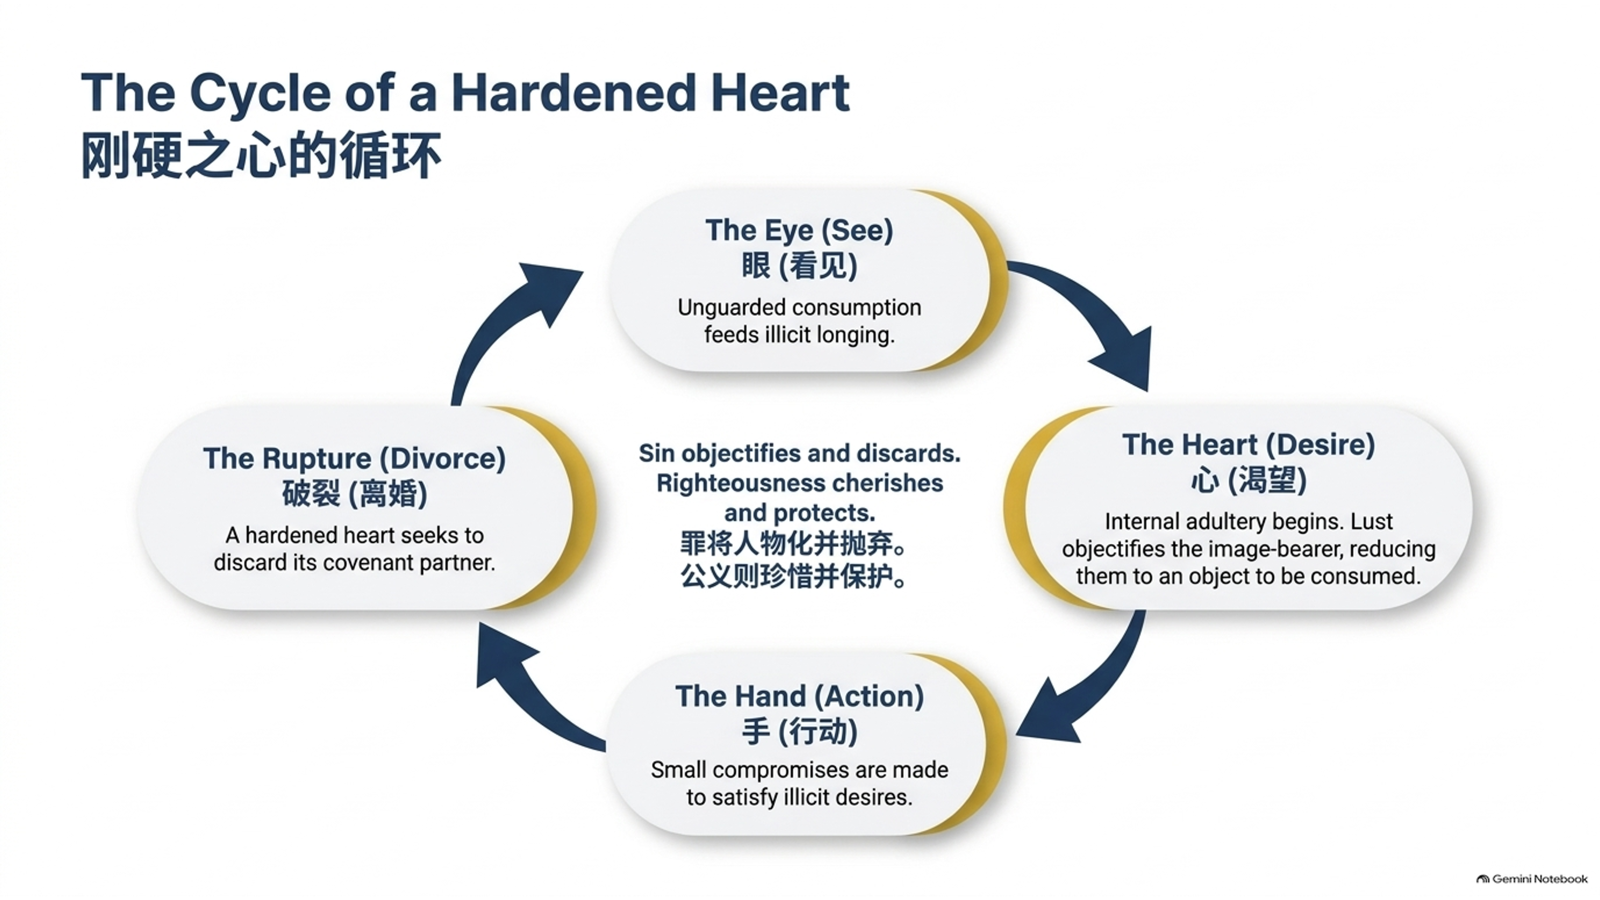 The Cycle of a Hardened Heart
刚硬之心的循环
The Eye (See)
眼 (看见)
Unguarded consumption
feeds illicit longing.
The Heart (Desire)
心 (渴望)
Internal adultery begins. Lust
objectifies the image-bearer, reducing
them to an object to be consumed.
The Hand (Action)
手 (行动)
Small compromises are made
to satisfy illicit desires.
The Rupture (Divorce)
破裂 (离婚)
A hardened heart seeks to
discard its covenant partner.
Sin objectifies and discards.
Righteousness cherishes
and protects.
罪将人物化并抛弃。
公义则珍惜并保护。
Gemini Notebook